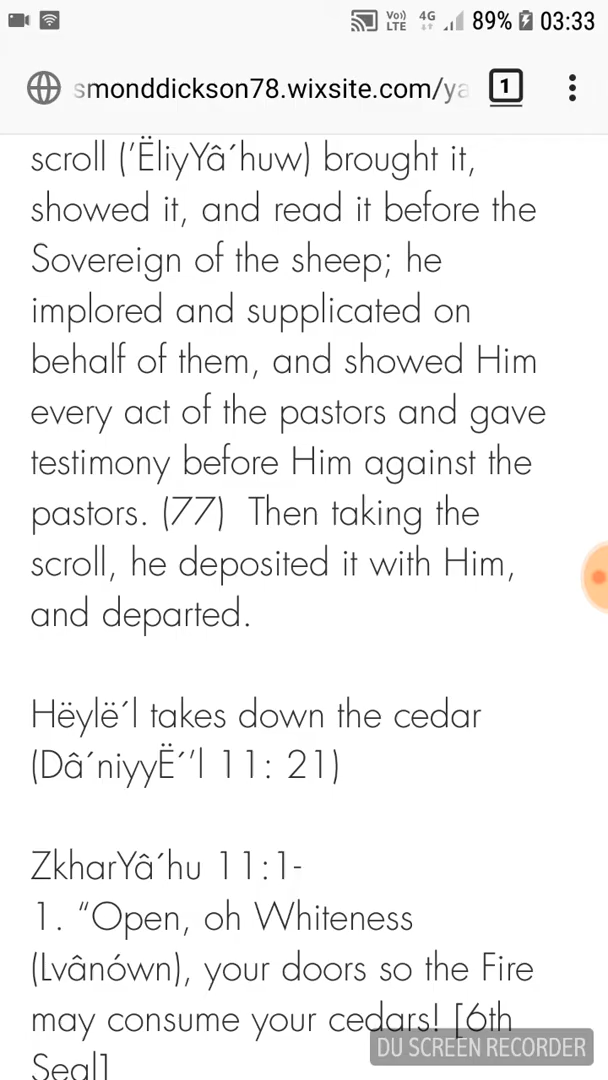 Vo)) LTE 4G 89% 03:33
smonddickson78.wixsite.com/ya 1
scroll (’ËliyYâ´huw) brought it,
showed it, and read it before the
Sovereign of the sheep; he
implored and supplicated on
behalf of them, and showed Him
every act of the pastors and gave
testimony before Him against the
pastors. (77)  Then taking the
scroll, he deposited it with Him,
and departed.
Hëylë´l takes down the cedar
(Dâ´niyyË´’l 11: 21)
ZkharYâ´hu 11:1-
1. “Open, oh Whiteness
(Lvânówn), your doors so the Fire
may consume your cedars! [6th
Seal]
DU SCREEN RECORDER